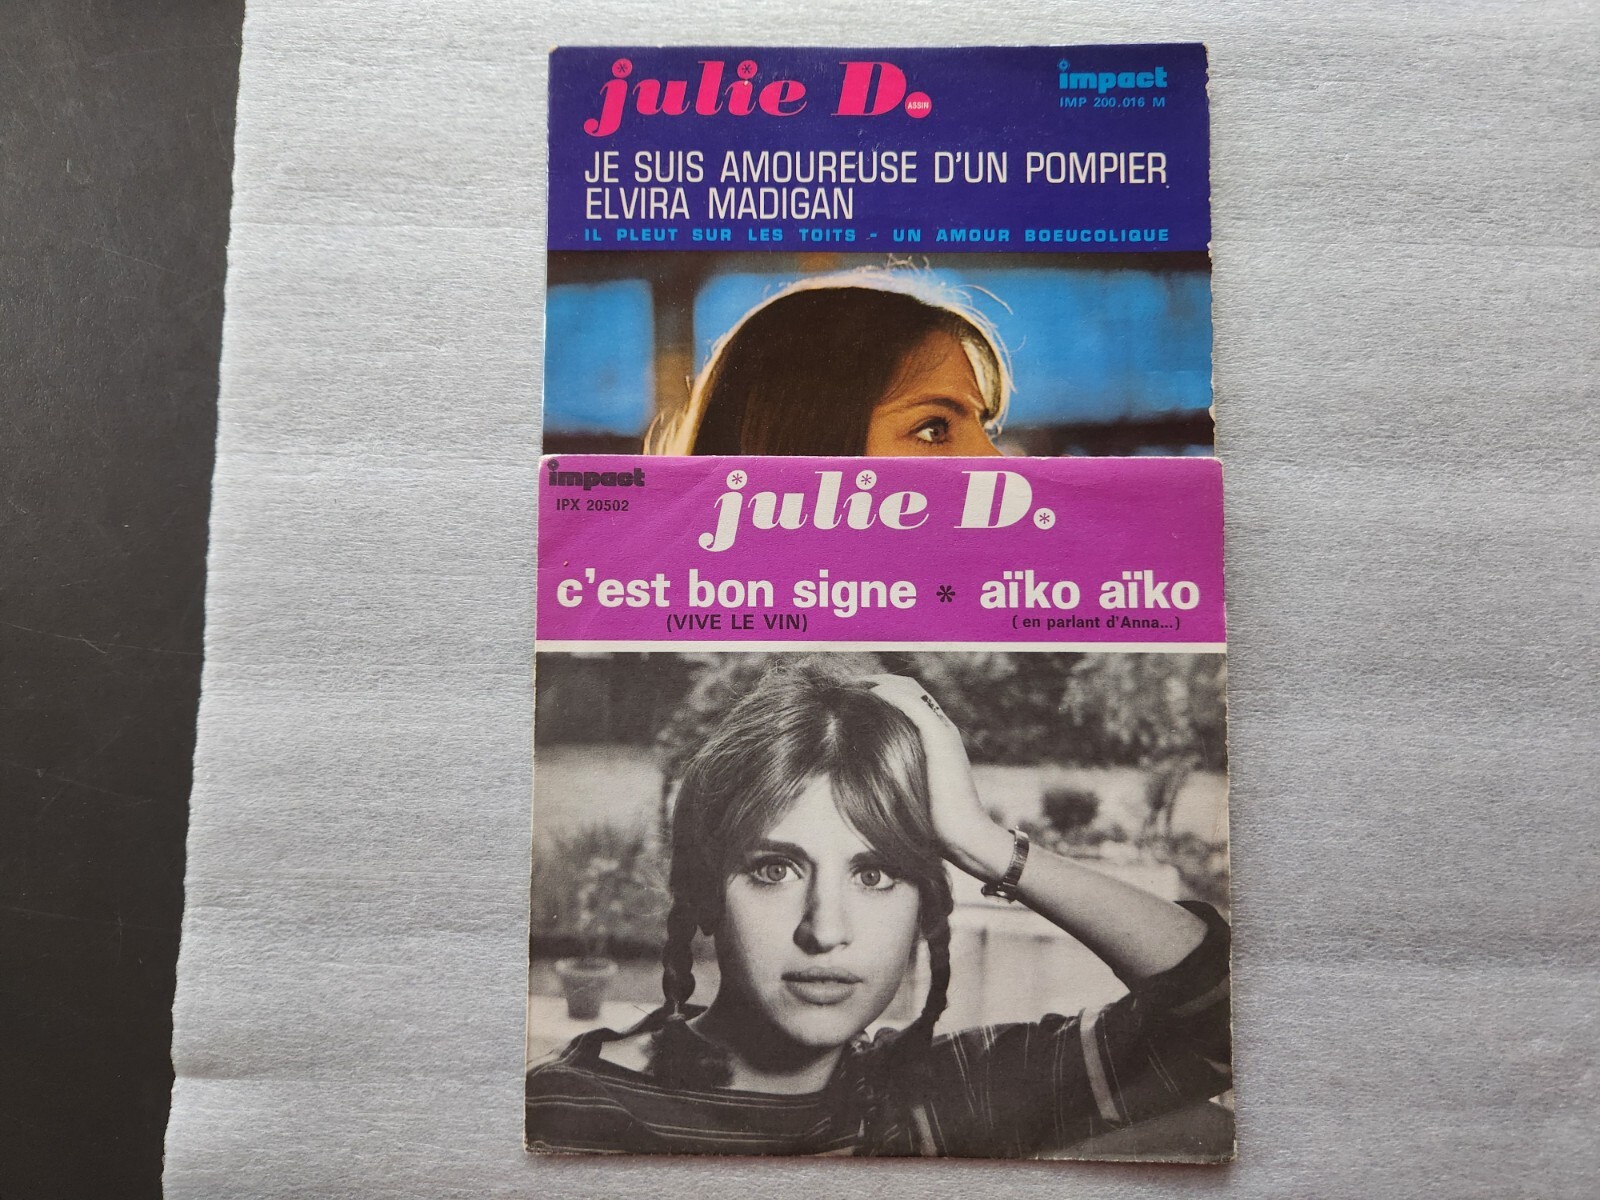 julie D.
ASSIN
impact
IMP 200.016 M
JE SUIS AMOUREUSE D'UN POMPIER
ELVIRA MADIGAN
IL PLEUT SUR LES TOITS - UN AMOUR BOEUCOLIQUE
impact
IPX 20502
julie D.
c'est bon signe * aïko aïko
(VIVE LE VIN) (en parlant d'Anna...)